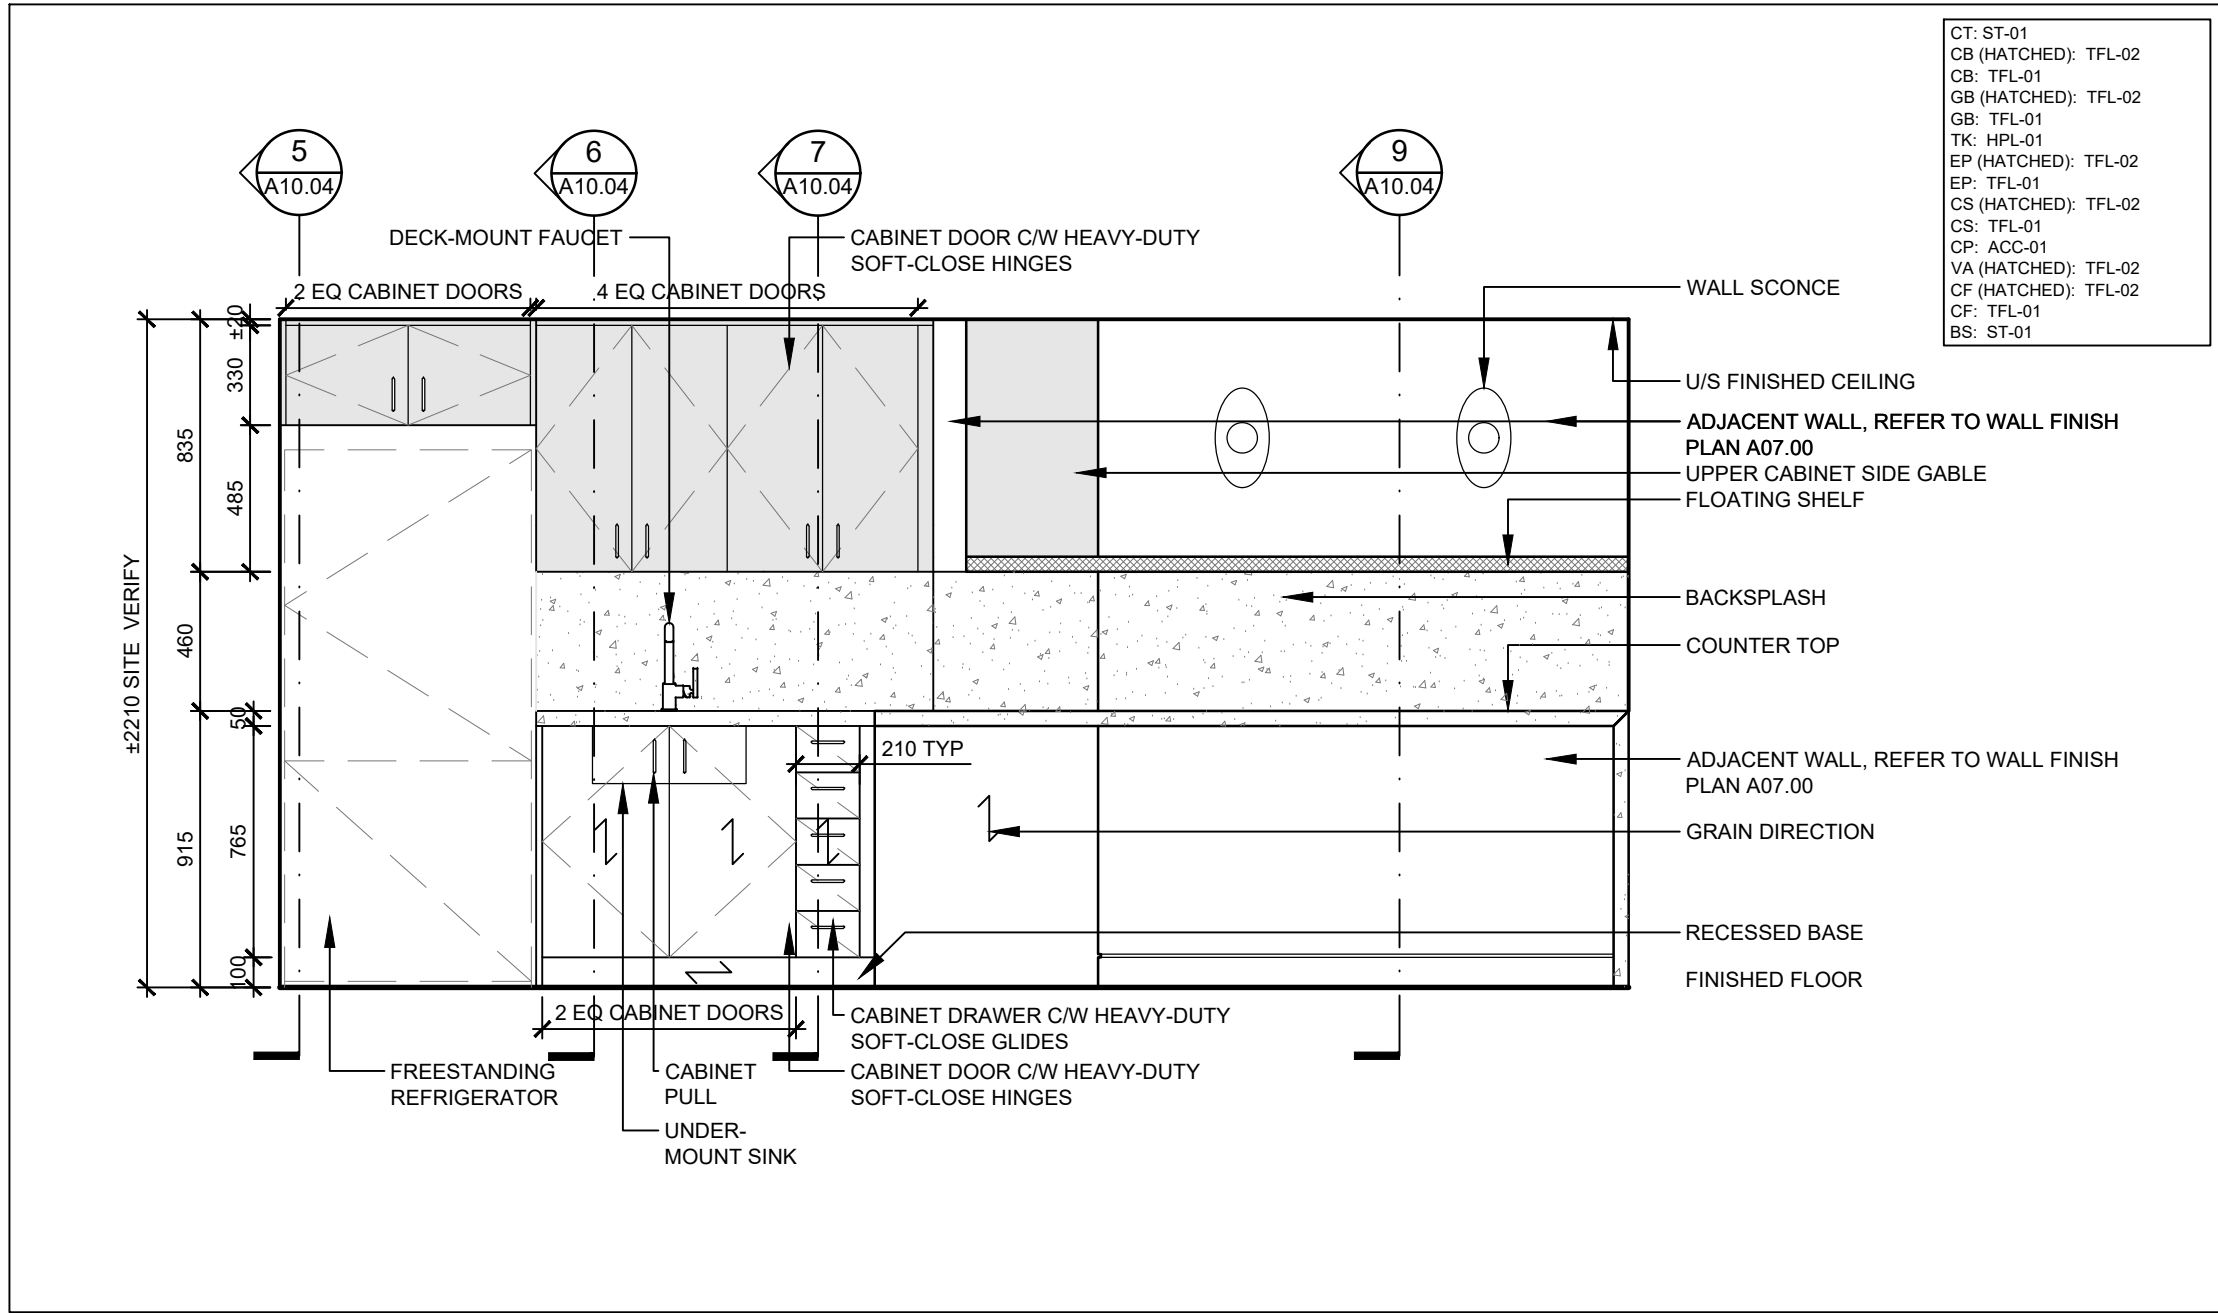 CT: ST-01
CB (HATCHED): TFL-02
CB: TFL-01
GB (HATCHED): TFL-02
GB: TFL-01
TK: HPL-01
EP (HATCHED): TFL-02
EP: TFL-01
CS (HATCHED): TFL-02
CS: TFL-01
CP: ACC-01
VA (HATCHED): TFL-02
CF (HATCHED): TFL-02
CF: TFL-01
BS: ST-01
5
A10.04
6
A10.04
7
A10.04
9
A10.04
DECK-MOUNT FAUCET
CABINET DOOR C/W HEAVY-DUTY
SOFT-CLOSE HINGES
2 EQ CABINET DOORS
4 EQ CABINET DOORS
WALL SCONCE
U/S FINISHED CEILING
ADJACENT WALL, REFER TO WALL FINISH
PLAN A07.00
UPPER CABINET SIDE GABLE
FLOATING SHELF
BACKSPLASH
COUNTER TOP
ADJACENT WALL, REFER TO WALL FINISH
PLAN A07.00
GRAIN DIRECTION
RECESSED BASE
FINISHED FLOOR
±2210 SITE VERIFY
835
460
915
±20
330
485
50
765
100
210 TYP
2 EQ CABINET DOORS
CABINET DRAWER C/W HEAVY-DUTY
SOFT-CLOSE GLIDES
CABINET DOOR C/W HEAVY-DUTY
SOFT-CLOSE HINGES
FREESTANDING
REFRIGERATOR
CABINET
PULL
UNDER-
MOUNT SINK